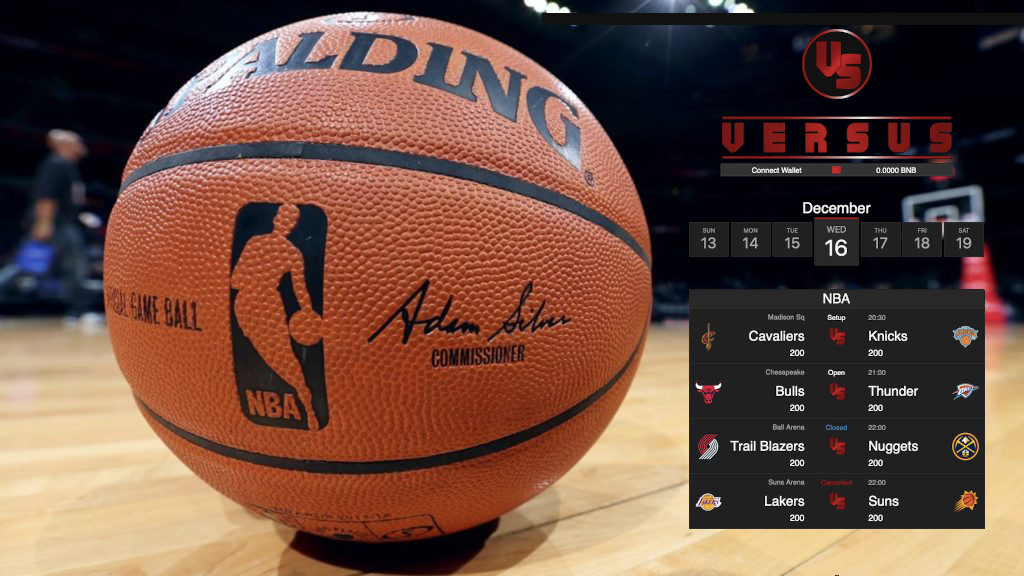 SPALDING
®
OFFICIAL GAME BALL
NBA
Adam Silver
COMMISSIONER
VS
VERSUS
Connect Wallet
0.0000 BNB
December
SUN MON TUE WED THU FRI SAT
13 14 15 16 17 18 19
NBA
Madison Sq Setup 20:30
Cavaliers VS Knicks
200 200
Chesapeake Open 21:00
Bulls VS Thunder
200 200
Ball Arena Closed 22:00
Trail Blazers VS Nuggets
200 200
Suns Arena Cancelled 22:00
Lakers VS Suns
200 200